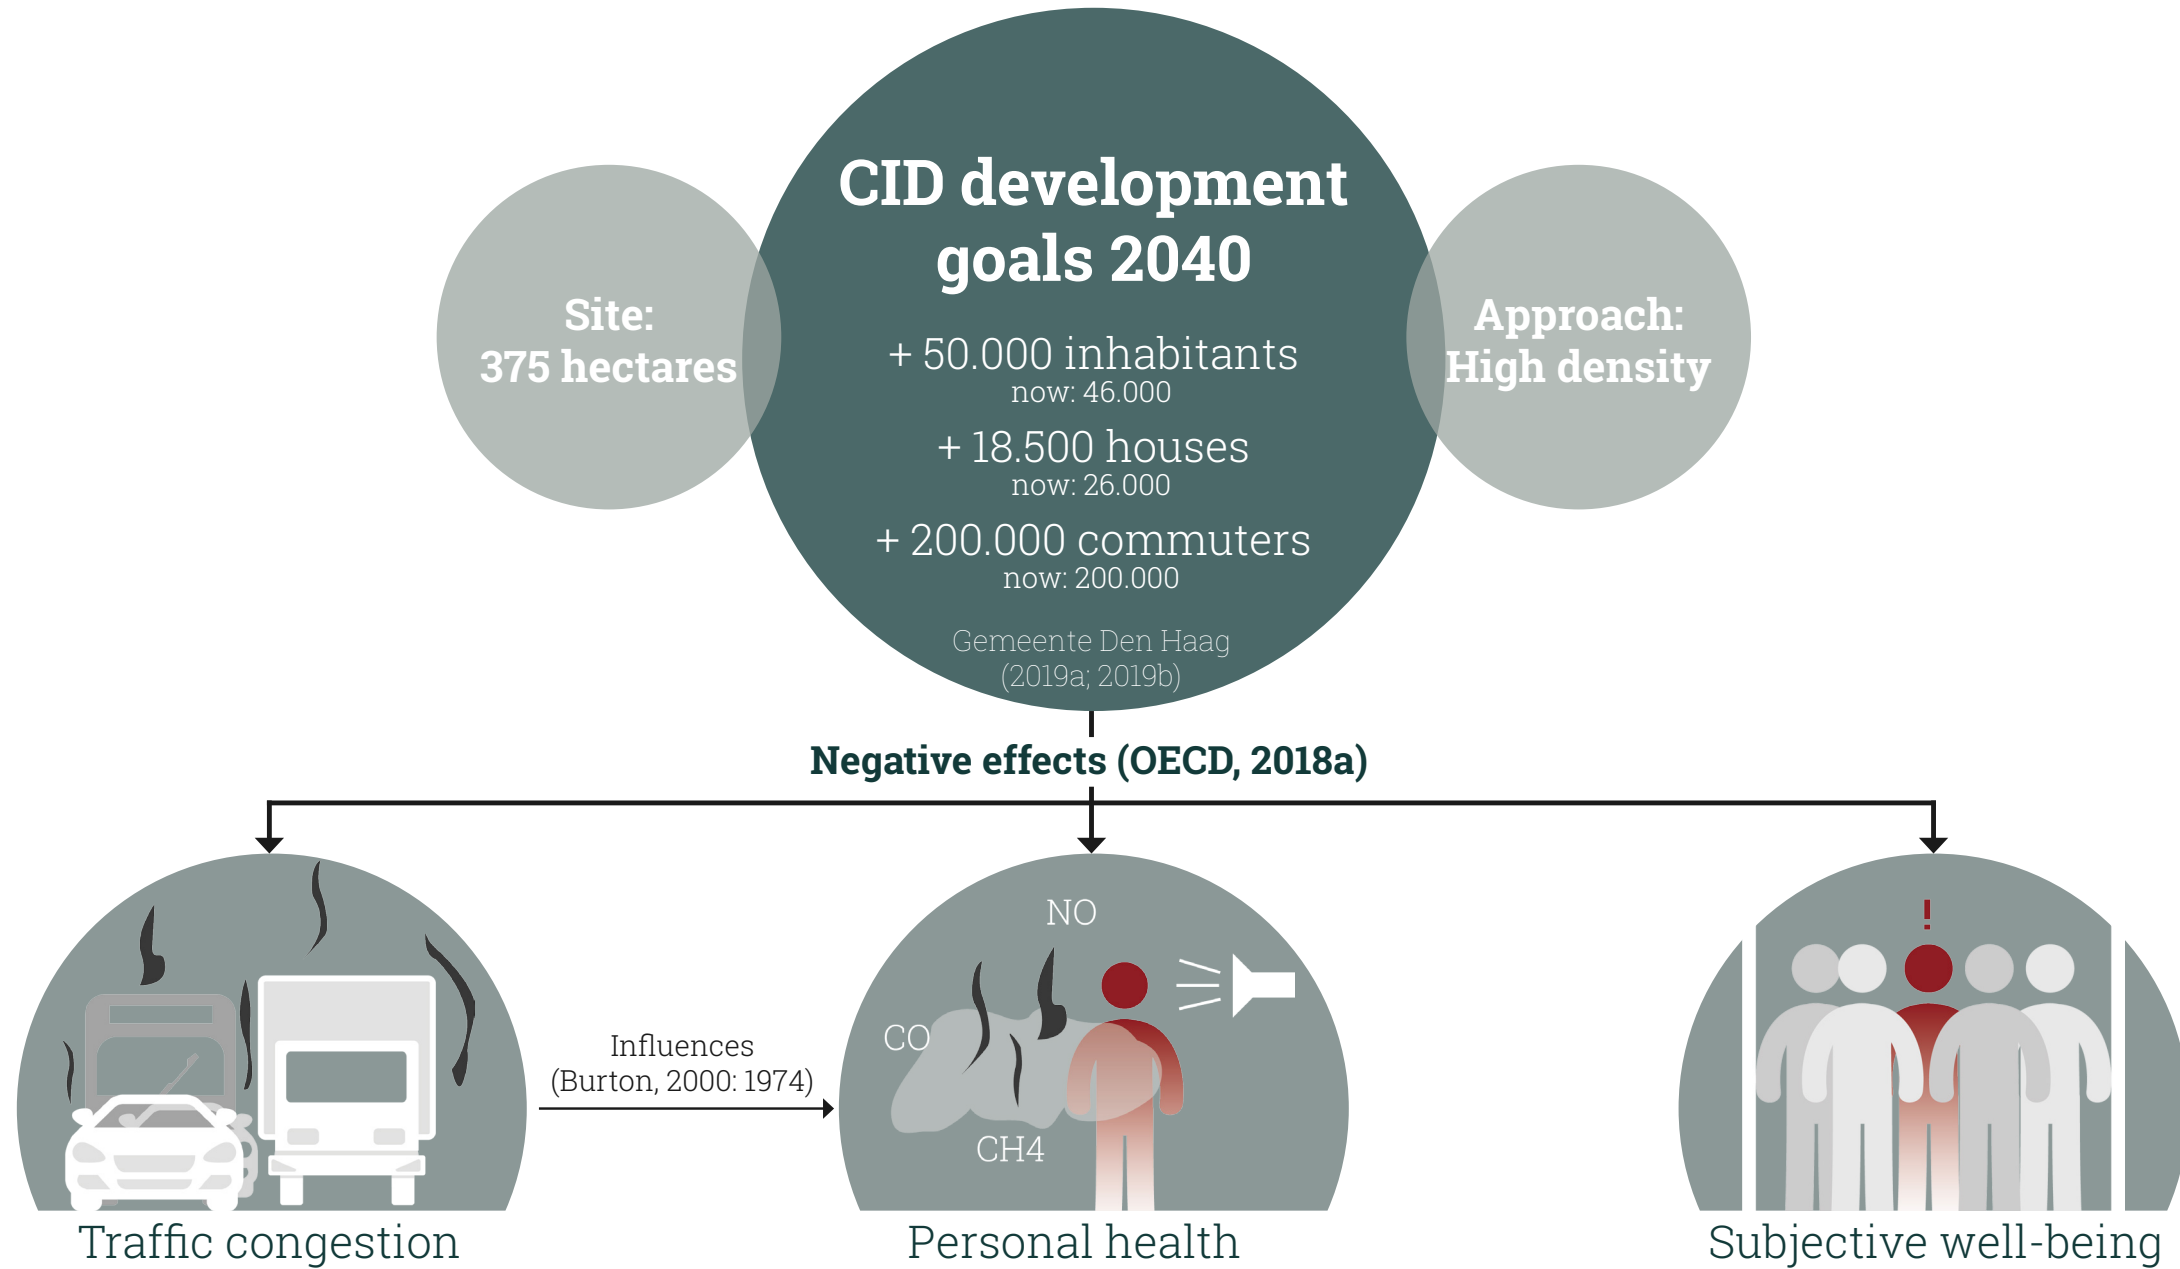 CID development
goals 2040
Site:
375 hectares
+ 50.000 inhabitants
now: 46.000
+ 18.500 houses
now: 26.000
+ 200.000 commuters
now: 200.000
Gemeente Den Haag
(2019a; 2019b)
Approach:
High density
Negative effects (OECD, 2018a)
Influences
(Burton, 2000: 1974)
NO
CO
CH4
!
Traffic congestion
Personal health
Subjective well-being